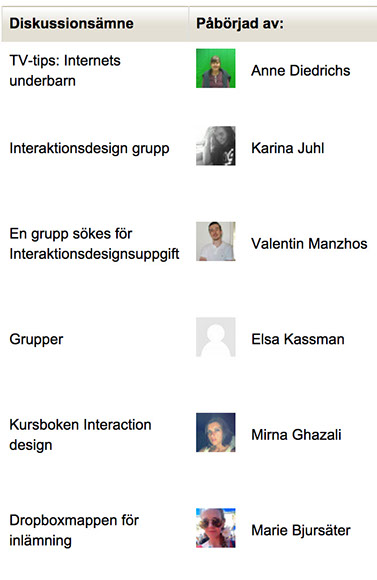 Diskussionsämne Påbörjad av:
TV-tips: Internets
underbarn
Anne Diedrichs
Interaktionsdesign grupp Karina Juhl
En grupp sökes för
Interaktionsdesignsuppgift
Valentin Manzhos
Grupper Elsa Kassman
Kursboken Interaction
design
Mirna Ghazali
Dropboxmappen för
inlämning
Marie Bjursäter